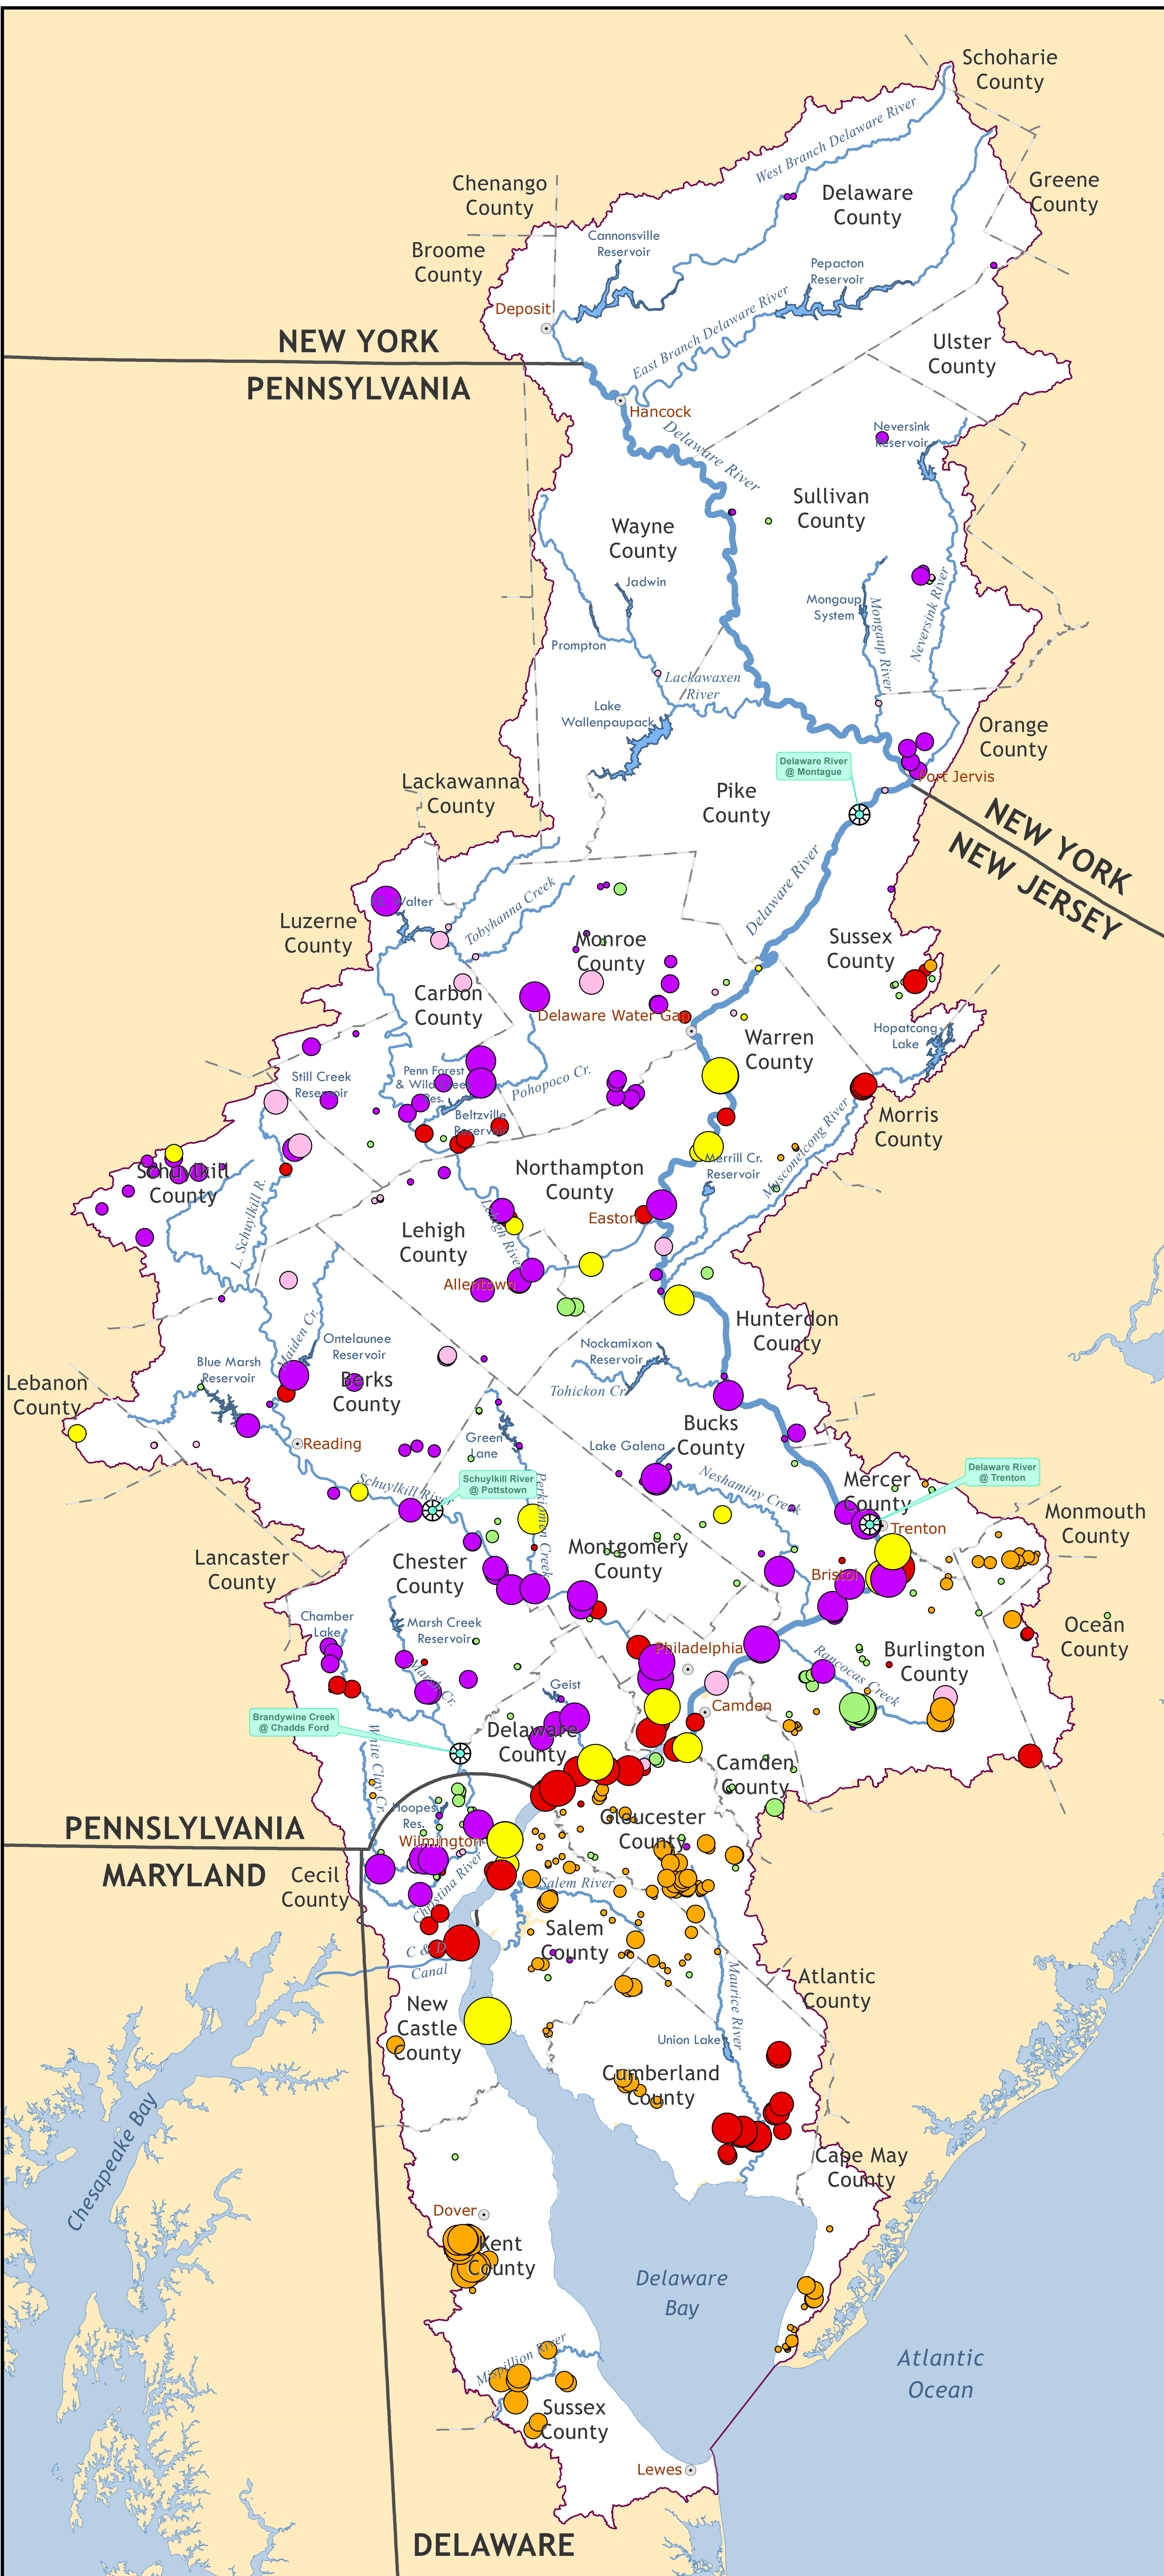 Schoharie
County
West Branch Delaware River
Chenango
County
Delaware
County
Greene
County
Broome
County
Cannonsville
Reservoir
Pepacton
Reservoir
Deposit
East Branch Delaware River
NEW YORK
PENNSYLVANIA
Ulster
County
Hancock
Delaware River
Neversink
Reservoir
Sullivan
County
Wayne
County
Jadwin
Mongaup
System
Mongaup River
Neversink River
Prompton
Lackawaxen
River
Lake
Wallenpaupack
Orange
County
Delaware River
@ Montague
Port Jervis
Lackawanna
County
Pike
County
NEW YORK
NEW JERSEY
Delaware River
Walter
Tobyhanna Creek
Luzerne
County
Monroe
County
Sussex
County
Carbon
County
Delaware Water Gap
Hopatcong
Lake
Warren
County
Still Creek
Reservoir
Penn Forest
& Wild Creek
Res.
Pohopoco Cr.
Beltzville
Reservoir
Morris
County
Musconetcong River
Merrill Cr.
Reservoir
Schuylkill
County
Northampton
County
L. Schuylkill R.
Lehigh River
Easton
Lehigh
County
Allentown
Hunterdon
County
Maiden Cr.
Ontelaunee
Reservoir
Nockamixon
Reservoir
Blue Marsh
Reservoir
Lebanon
County
Berks
County
Tohickon Cr.
Bucks
County
Reading
Green
Lane
Lake Galena
Neshaminy Creek
Mercer
County
Delaware River
@ Trenton
Schuylkill River
Schuylkill River
@ Pottstown
Perkiomen Creek
Monmouth
County
Trenton
Lancaster
County
Chester
County
Montgomery
County
Bristol
Chamber
Lake
Marsh Creek
Reservoir
Ocean
County
Philadelphia
Burlington
County
Rancocas Creek
Marsh Cr.
Geist
Camden
Brandywine Creek
@ Chadds Ford
White Clay Cr.
Delaware
County
Camden
County
Hoopes
Res.
Gloucester
County
PENNSLYLVANIA
MARYLAND
Wilmington
Cecil
County
Christina River
Salem River
Salem
County
C & D
Canal
Maurice River
Atlantic
County
New
Castle
County
Union Lake
Cumberland
County
Chesapeake Bay
Cape May
County
Dover
Kent
County
Delaware
Bay
Mispillion River
Atlantic
Ocean
Sussex
County
Lewes
DELAWARE